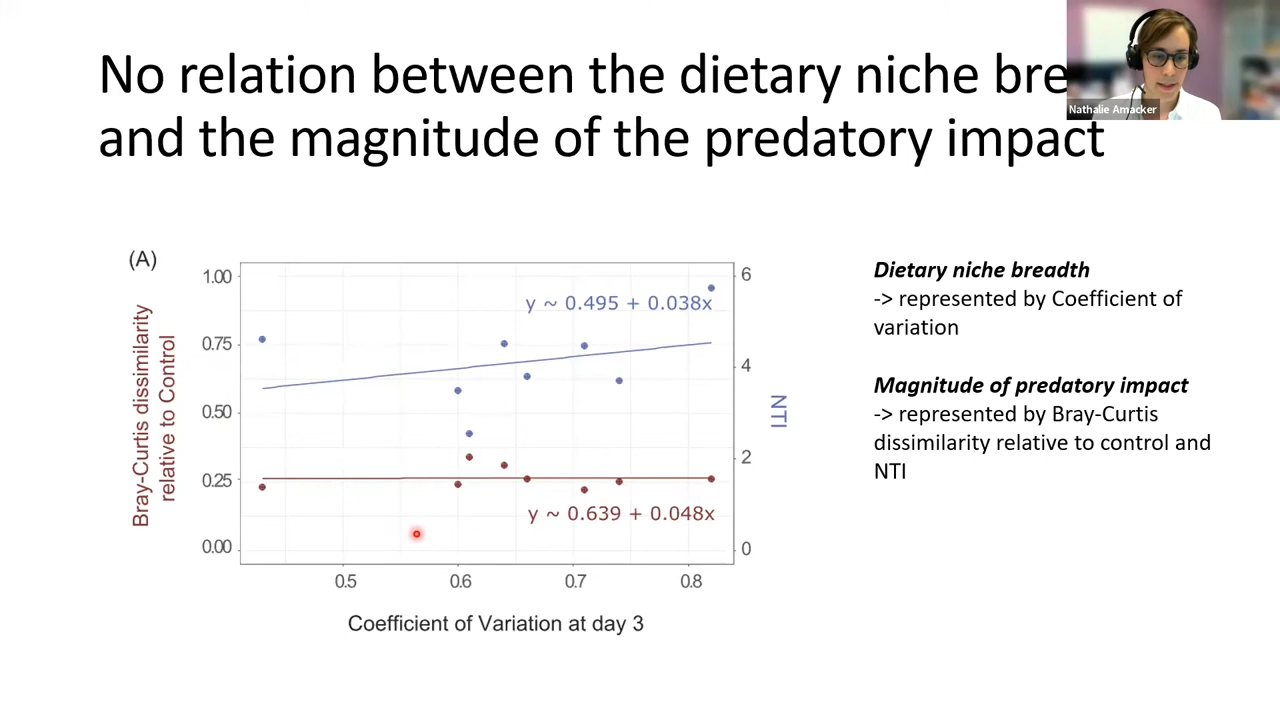 No relation between the dietary niche
and the magnitude of the predatory impact
Nathalie Amacker
(A)
Bray-Curtis dissimilarity
relative to Control
1.00
0.75
0.50
0.25
0.00
y ~ 0.495 + 0.038x
y ~ 0.639 + 0.048x
6
4
2
0
NTI
0.5
0.6
0.7
0.8
Coefficient of Variation at day 3
Dietary niche breadth
-> represented by Coefficient of
variation
Magnitude of predatory impact
-> represented by Bray-Curtis
dissimilarity relative to control and
NTI